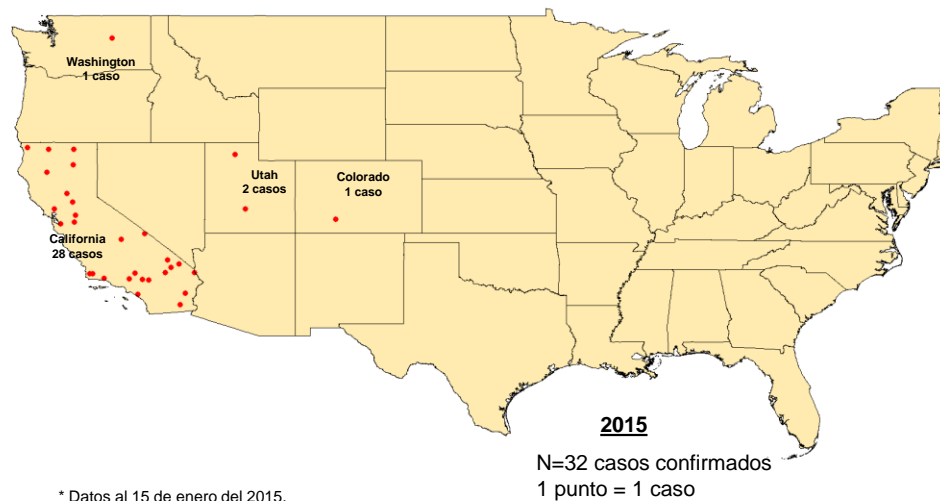 Washington
1 caso
Utah
2 casos
Colorado
1 caso
California
28 casos
2015
N=32 casos confirmados
1 punto = 1 caso
* Datos al 15 de enero del 2015.